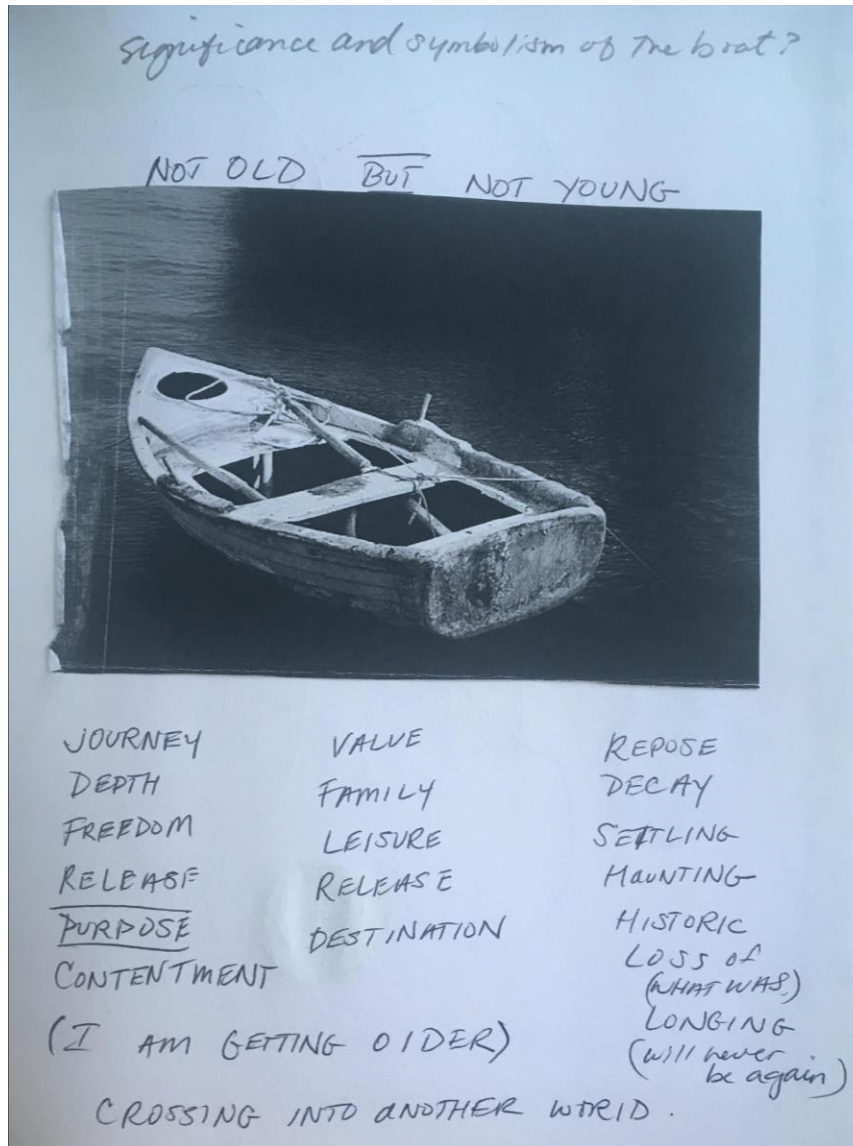 significance and symbolism of the boat?
NOT OLD BUT NOT YOUNG
JOURNEY
DEPTH
FREEDOM
RELEASE
PURPOSE
CONTENTMENT
VALUE
FAMILY
LEISURE
RELEASE
DESTINATION
REPOSE
DECAY
SETTLING
HAUNTING
HISTORIC
LOSS of
(WHAT WAS.)
LONGING
(will never
be again)
(I AM GETTING OlDER)
CROSSING INTO aNOTHER WORlD.